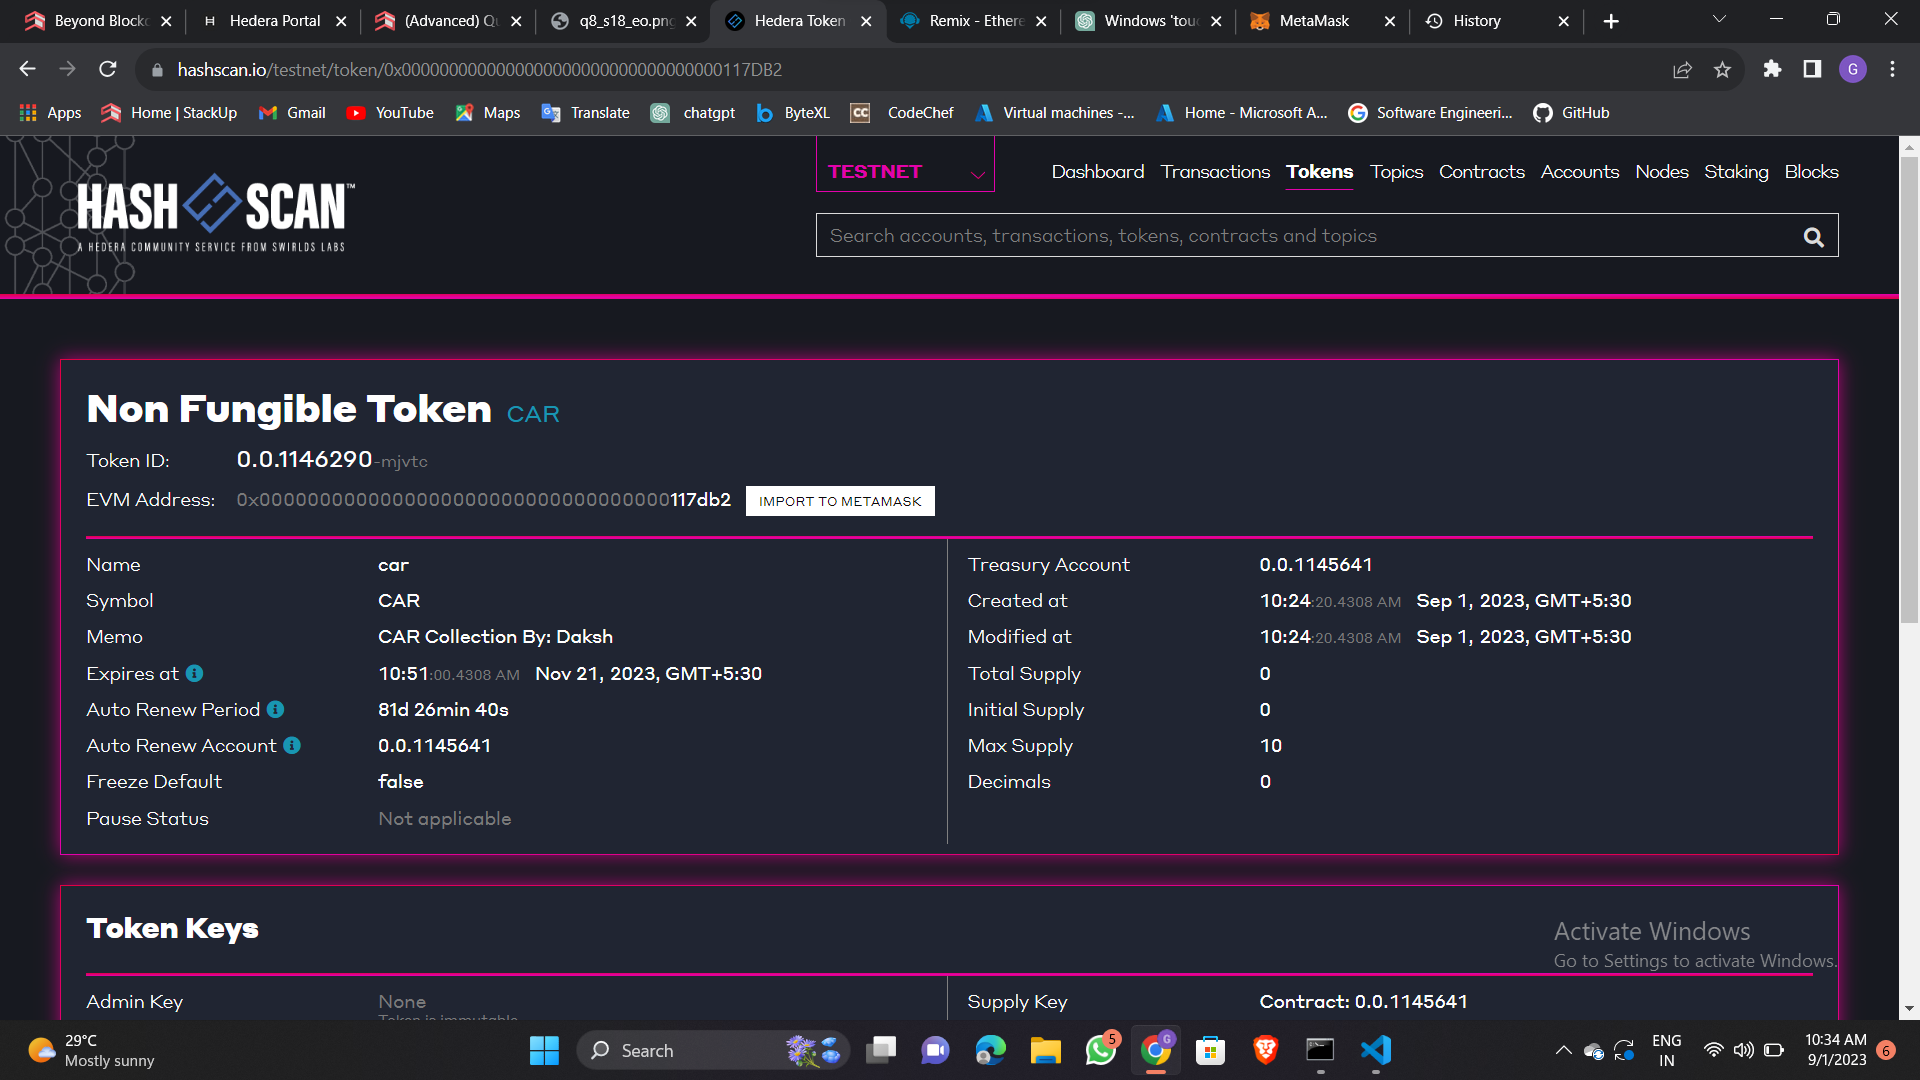 Beyond Blockc
Hedera Portal
(Advanced) Qu
q8_s18_eo.png
Hedera Token
Remix - Ethere
Windows 'touc
MetaMask
History
hashscan.io/testnet/token/0x0000000000000000000000000000000000117DB2
G
Apps
Home | StackUp
Gmail
YouTube
Maps
Translate
chatgpt
ByteXL
CodeChef
Virtual machines -...
Home - Microsoft A...
Software Engineeri...
GitHub
HASH SCAN™
A HEDERA COMMUNITY SERVICE FROM SWIRLDS LABS
TESTNET
Dashboard Transactions Tokens Topics Contracts Accounts Nodes Staking Blocks
Search accounts, transactions, tokens, contracts and topics
Non Fungible Token CAR
Token ID: 0.0.1146290-mjvtc
EVM Address: 0x0000000000000000000000000000000000117db2 IMPORT TO METAMASK
Name car
Symbol CAR
Memo CAR Collection By: Daksh
Expires at 10:51:00.4308 AM Nov 21, 2023, GMT+5:30
Auto Renew Period 81d 26min 40s
Auto Renew Account 0.0.1145641
Freeze Default false
Pause Status Not applicable
Treasury Account 0.0.1145641
Created at 10:24:20.4308 AM Sep 1, 2023, GMT+5:30
Modified at 10:24:20.4308 AM Sep 1, 2023, GMT+5:30
Total Supply 0
Initial Supply 0
Max Supply 10
Decimals 0
Token Keys
Admin Key None
Token is immutable
Supply Key Contract: 0.0.1145641
Activate Windows
Go to Settings to activate Windows.
29°C
Mostly sunny
Search
5
G
ENG
IN
10:34 AM
9/1/2023
6